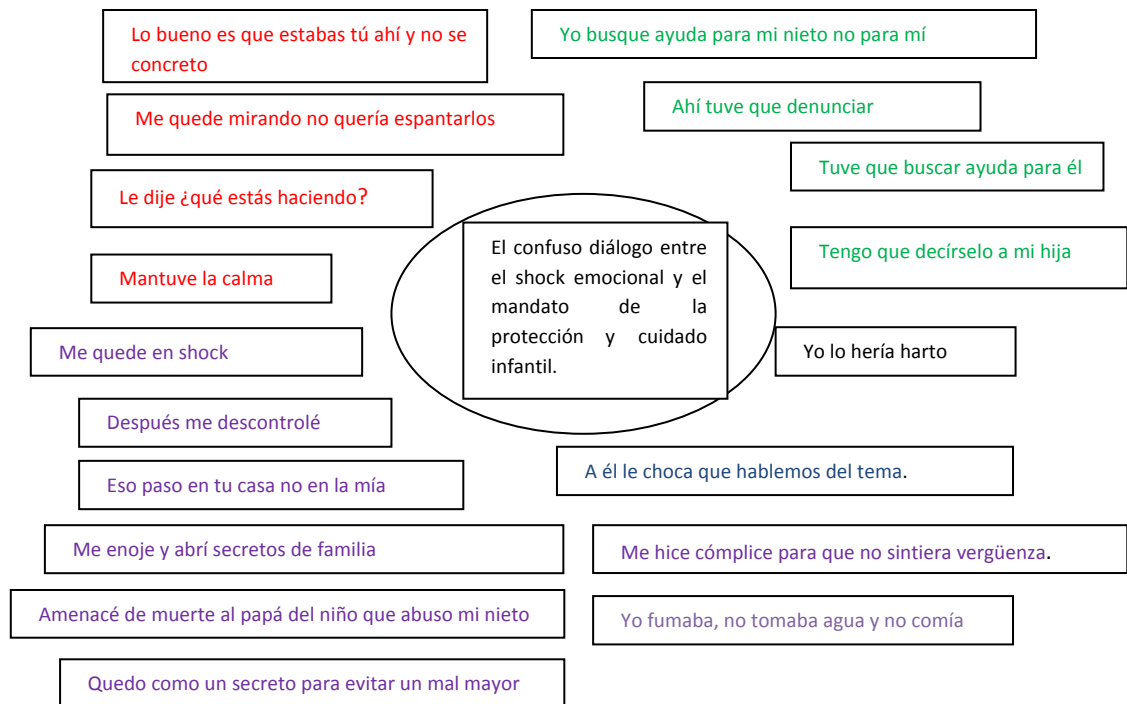 Lo bueno es que estabas tú ahí y no se
concreto
Yo busque ayuda para mi nieto no para mí
Me quede mirando no quería espantarlos
Ahí tuve que denunciar
Tuve que buscar ayuda para él
Le dije ¿qué estás haciendo?
El confuso diálogo entre
el shock emocional y el
mandato de la
protección y cuidado
infantil.
Tengo que decírselo a mi hija
Mantuve la calma
Me quede en shock
Yo lo hería harto
Después me descontrolé
A él le choca que hablemos del tema.
Eso paso en tu casa no en la mía
Me enoje y abrí secretos de familia
Me hice cómplice para que no sintiera vergüenza.
Amenacé de muerte al papá del niño que abuso mi nieto
Yo fumaba, no tomaba agua y no comía
Quedo como un secreto para evitar un mal mayor